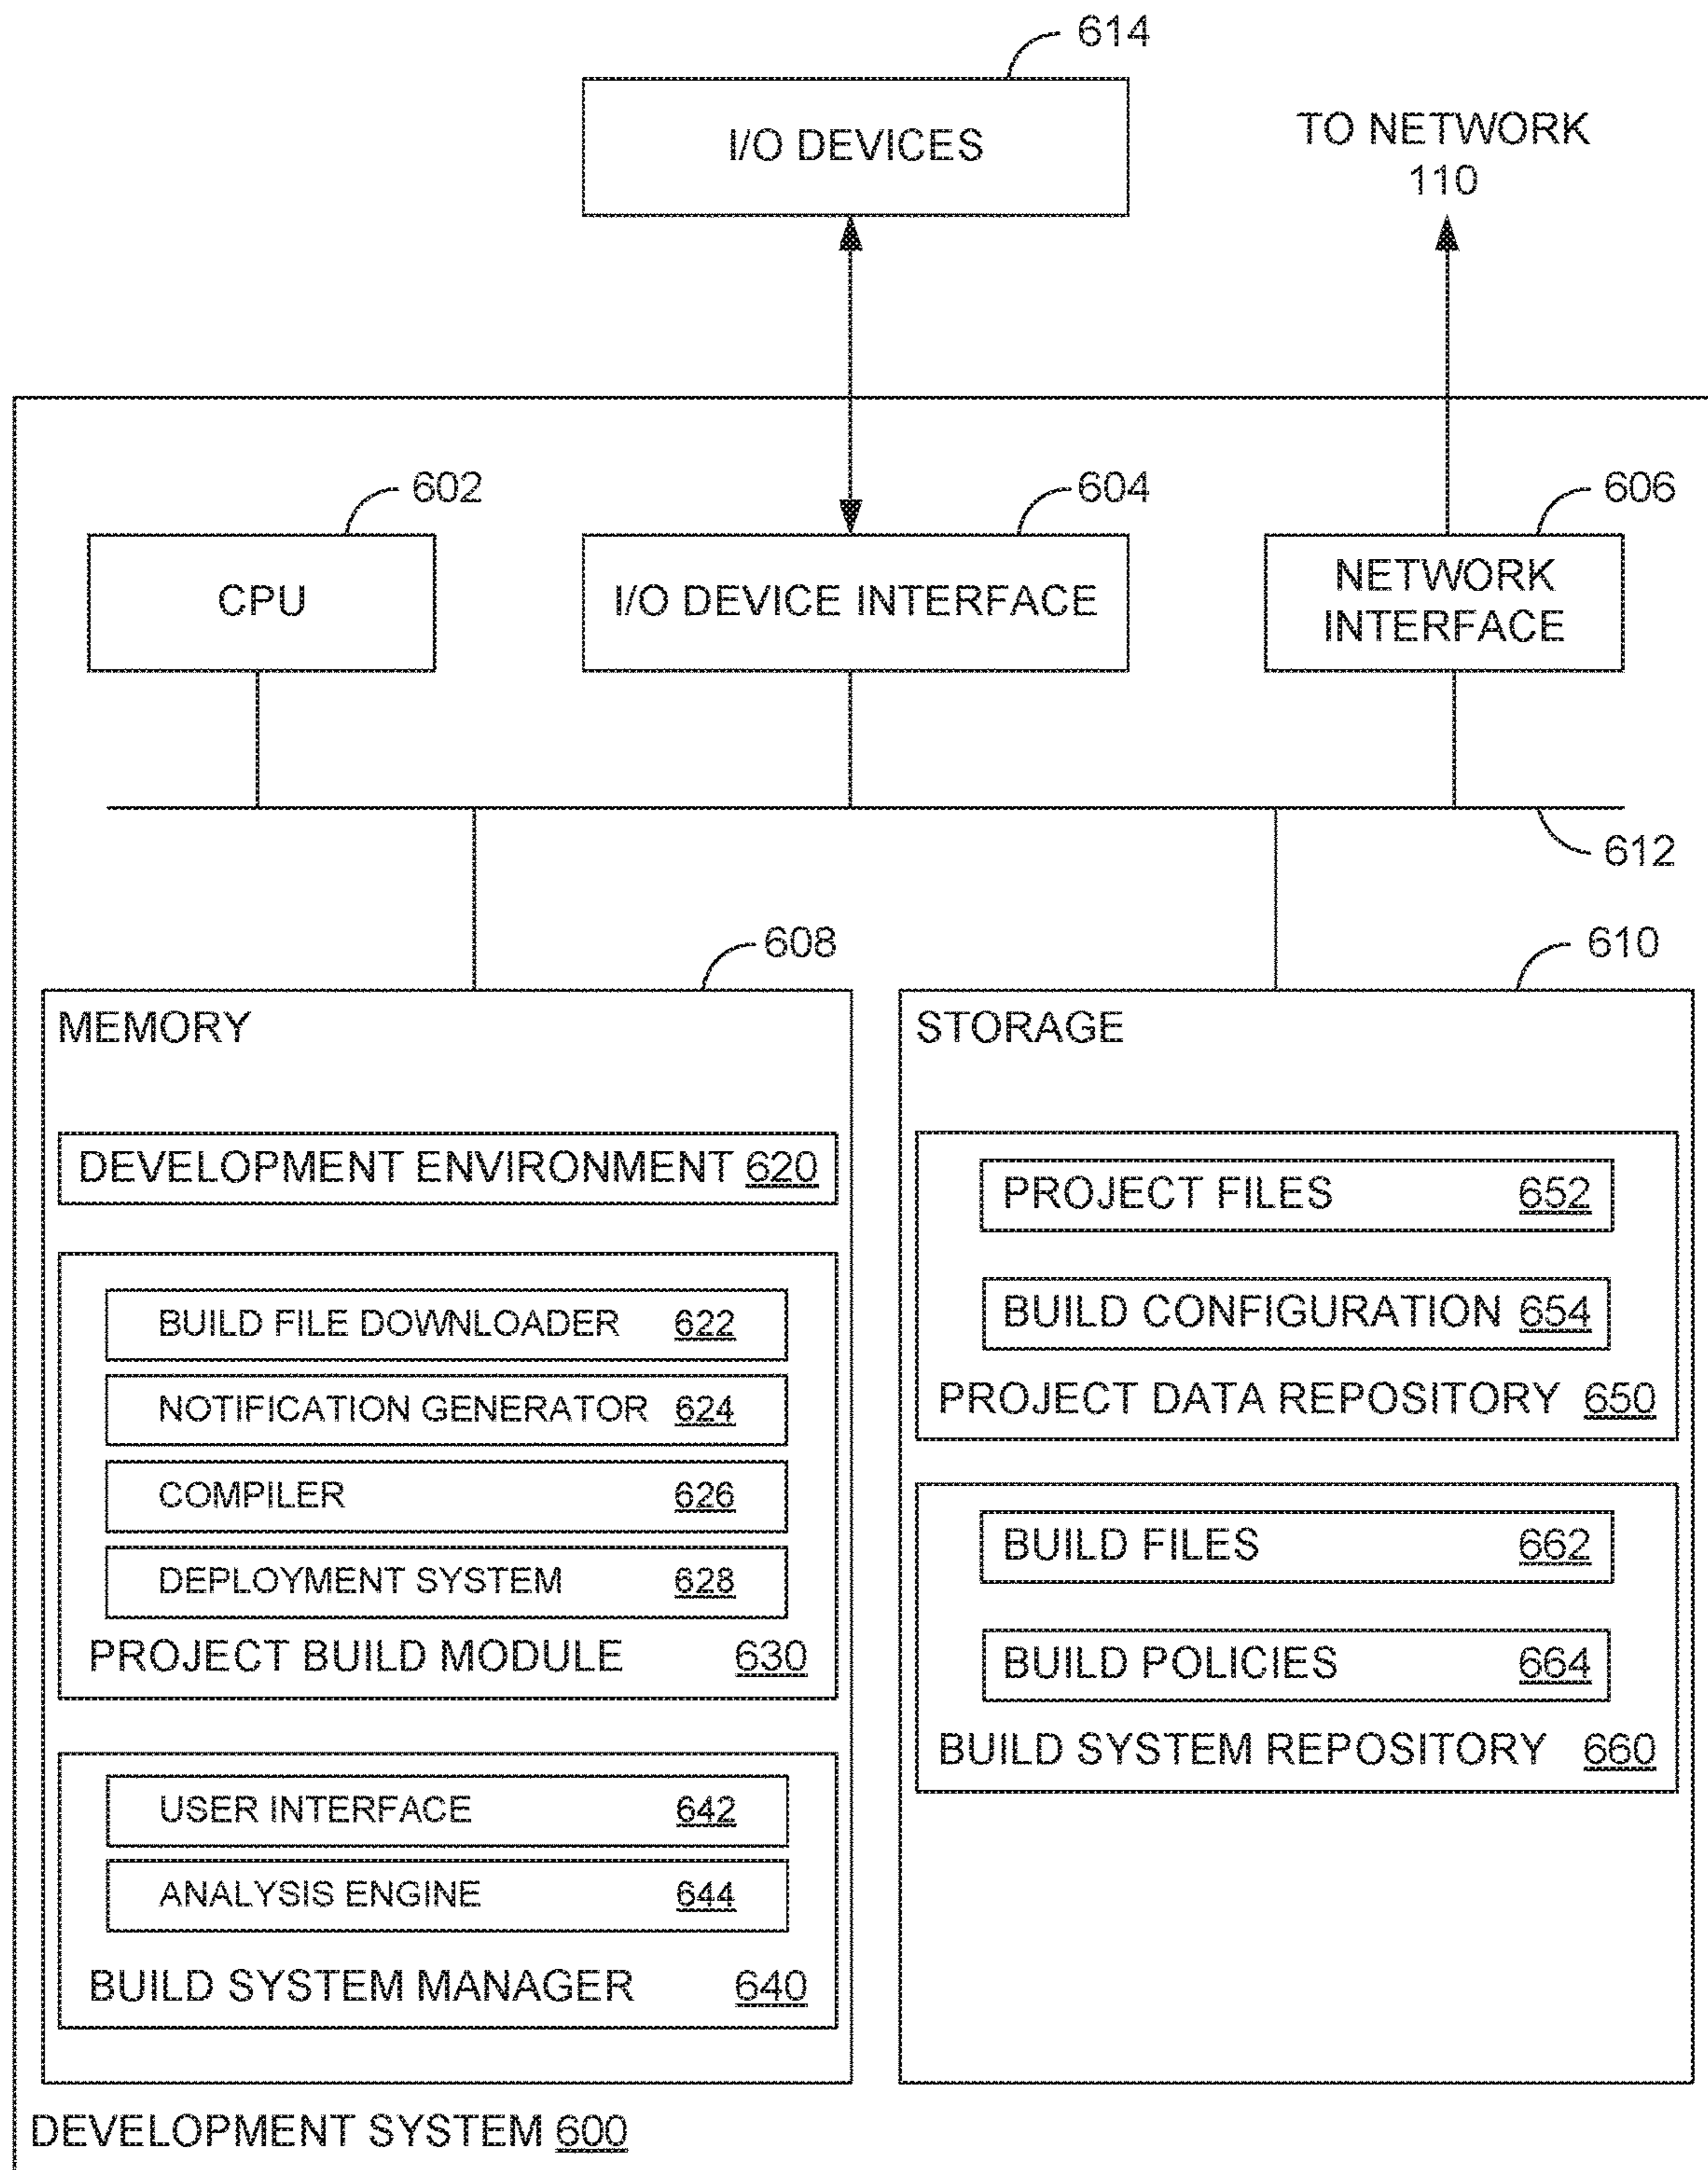 614
I/O DEVICES
TO NETWORK
110
602
604
606
CPU
I/O DEVICE INTERFACE
NETWORK
INTERFACE
612
608
610
MEMORY
DEVELOPMENT ENVIRONMENT 620
BUILD FILE DOWNLOADER 622
NOTIFICATION GENERATOR 624
COMPILER 626
DEPLOYMENT SYSTEM 628
PROJECT BUILD MODULE 630
USER INTERFACE 642
ANALYSIS ENGINE 644
BUILD SYSTEM MANAGER 640
STORAGE
PROJECT FILES 652
BUILD CONFIGURATION 654
PROJECT DATA REPOSITORY 650
BUILD FILES 662
BUILD POLICIES 664
BUILD SYSTEM REPOSITORY 660
DEVELOPMENT SYSTEM 600